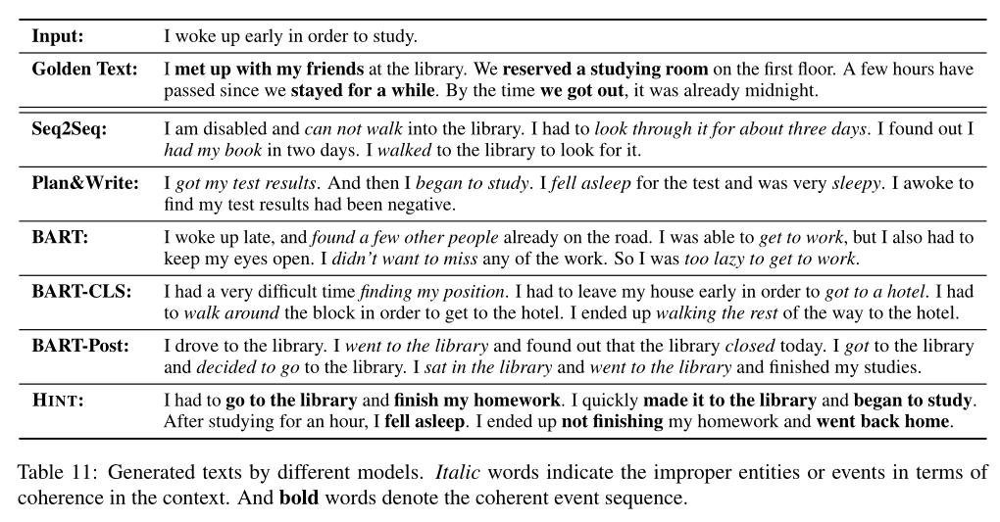 Input: I woke up early in order to study.
Golden Text: I met up with my friends at the library. We reserved a studying room on the first floor. A few hours have
passed since we stayed for a while. By the time we got out, it was already midnight.
Seq2Seq: I am disabled and can not walk into the library. I had to look through it for about three days. I found out I
had my book in two days. I walked to the library to look for it.
Plan&Write: I got my test results. And then I began to study. I fell asleep for the test and was very sleepy. I awoke to
find my test results had been negative.
BART: I woke up late, and found a few other people already on the road. I was able to get to work, but I also had to
keep my eyes open. I didn't want to miss any of the work. So I was too lazy to get to work.
BART-CLS: I had a very difficult time finding my position. I had to leave my house early in order to got to a hotel. I had
to walk around the block in order to get to the hotel. I ended up walking the rest of the way to the hotel.
BART-Post: I drove to the library. I went to the library and found out that the library closed today. I got to the library
and decided to go to the library. I sat in the library and went to the library and finished my studies.
HINT: I had to go to the library and finish my homework. I quickly made it to the library and began to study.
After studying for an hour, I fell asleep. I ended up not finishing my homework and went back home.
Table 11: Generated texts by different models. Italic words indicate the improper entities or events in terms of
coherence in the context. And bold words denote the coherent event sequence.